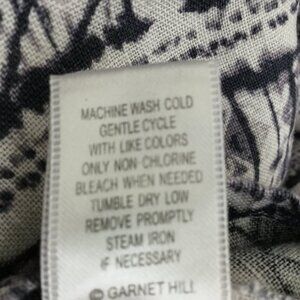 MACHINE WASH COLD
GENTLE CYCLE
WITH LIKE COLORS
ONLY NON-CHLORINE
BLEACH WHEN NEEDED
TUMBLE DRY LOW
REMOVE PROMPTLY
STEAM IRON
IF NECESSARY
© GARNET HILL